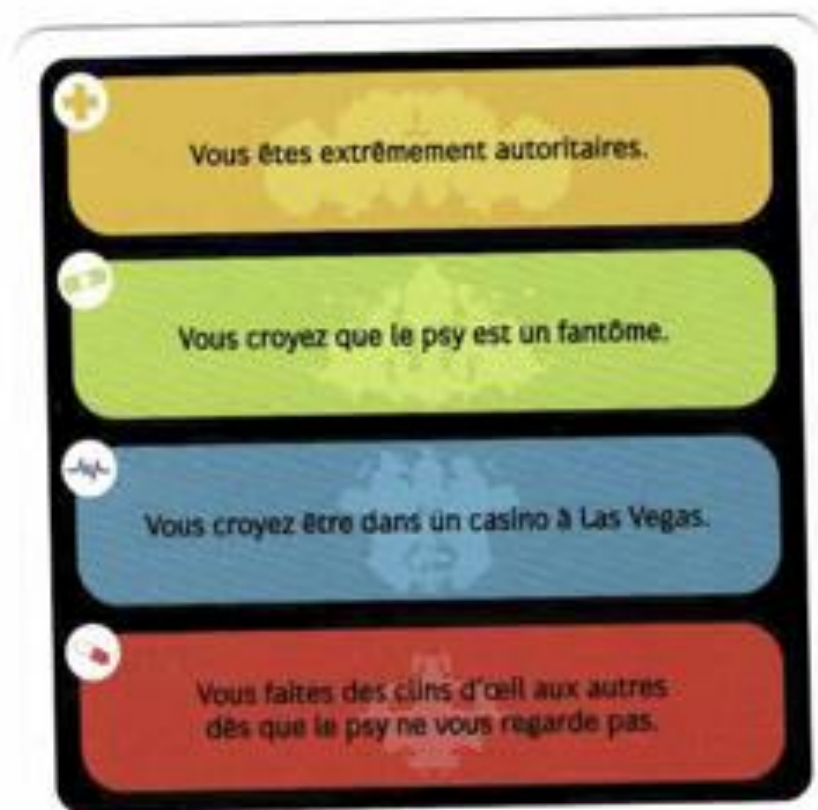 Vous êtes extrêmement autoritaires.
Vous croyez que le psy est un fantôme.
Vous croyez être dans un casino à Las Vegas.
Vous faites des clins d'œil aux autres
dès que le psy ne vous regarde pas.